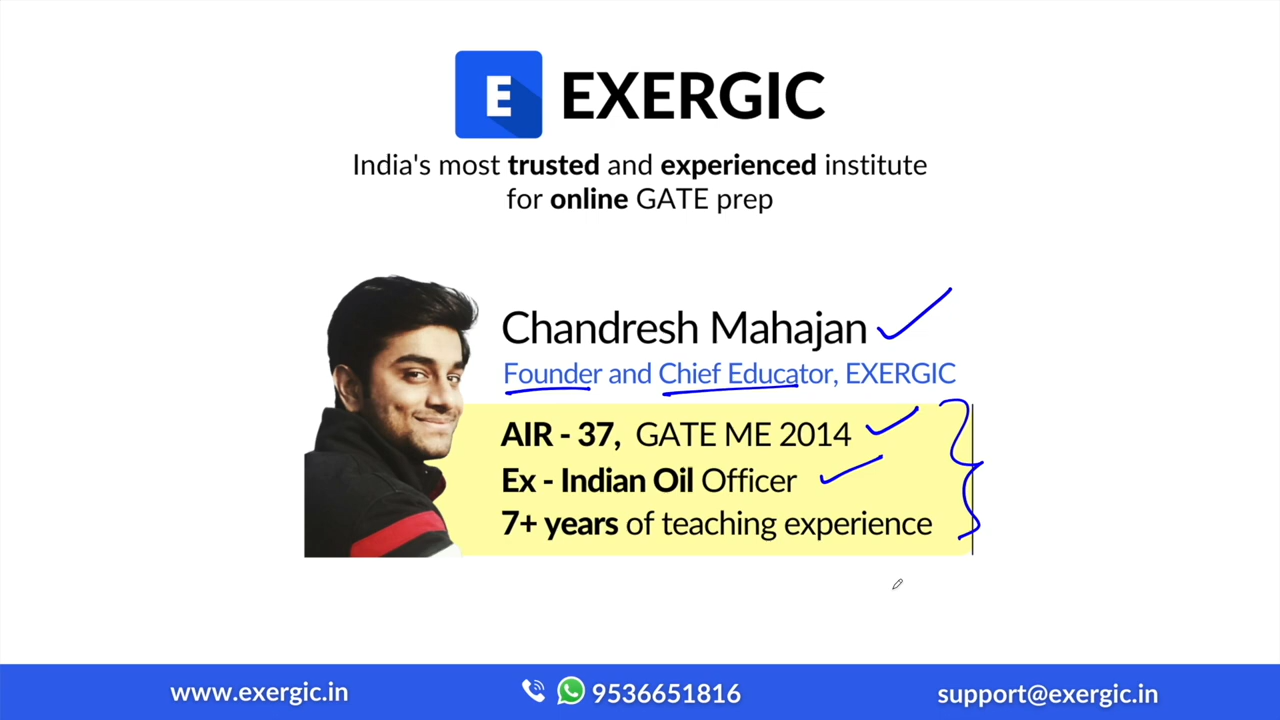 E EXERGIC
India's most trusted and experienced institute
for online GATE prep
Chandresh Mahajan
Founder and Chief Educator, EXERGIC
AIR - 37, GATE ME 2014
Ex - Indian Oil Officer
7+ years of teaching experience
www.exergic.in 9536651816 support@exergic.in